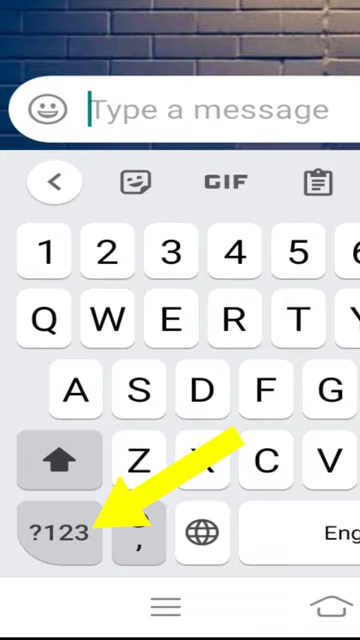 Type a message
GIF
1 2 3 4 5
Q W E R T
A S D F G
Z C V
?123 , Eng